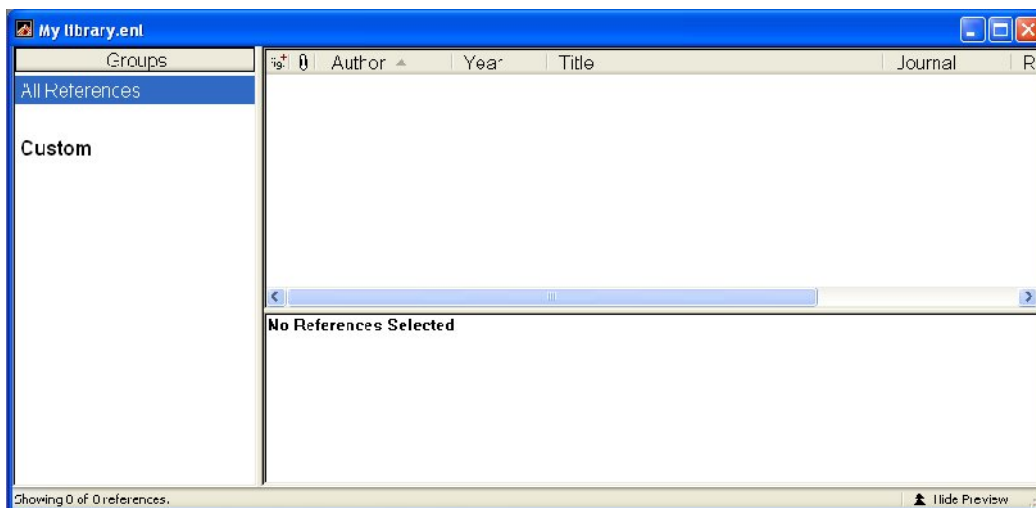 My library.enl
Groups
Author Year Title Journal R
All References
Custom
No References Selected
Showing 0 of 0 references.
Hide Preview